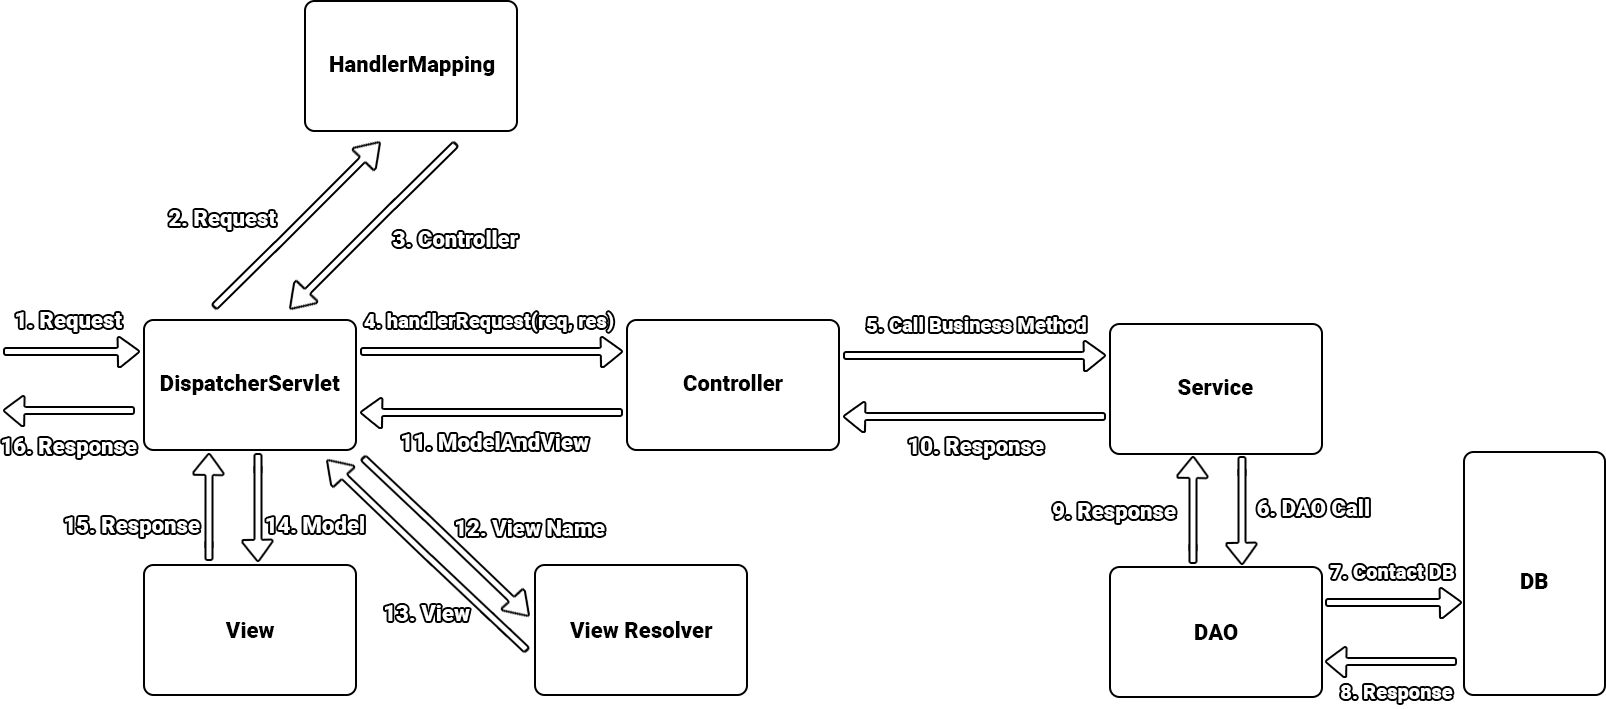 HandlerMapping
2. Request
3. Controller
1. Request
4. handlerRequest(req, res)
5. Call Business Method
DispatcherServlet
Controller
Service
16. Response
11. ModelAndView
10. Response
15. Response
14. Model
12. View Name
9. Response
6. DAO Call
7. Contact DB
DB
13. View
View
View Resolver
DAO
8. Response